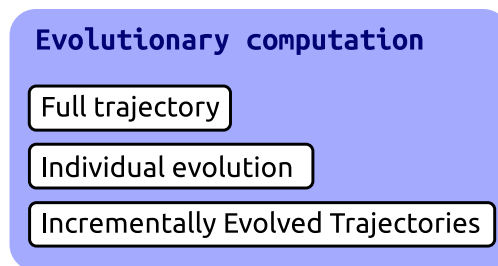 Evolutionary computation
Full trajectory
Individual evolution
Incrementally Evolved Trajectories